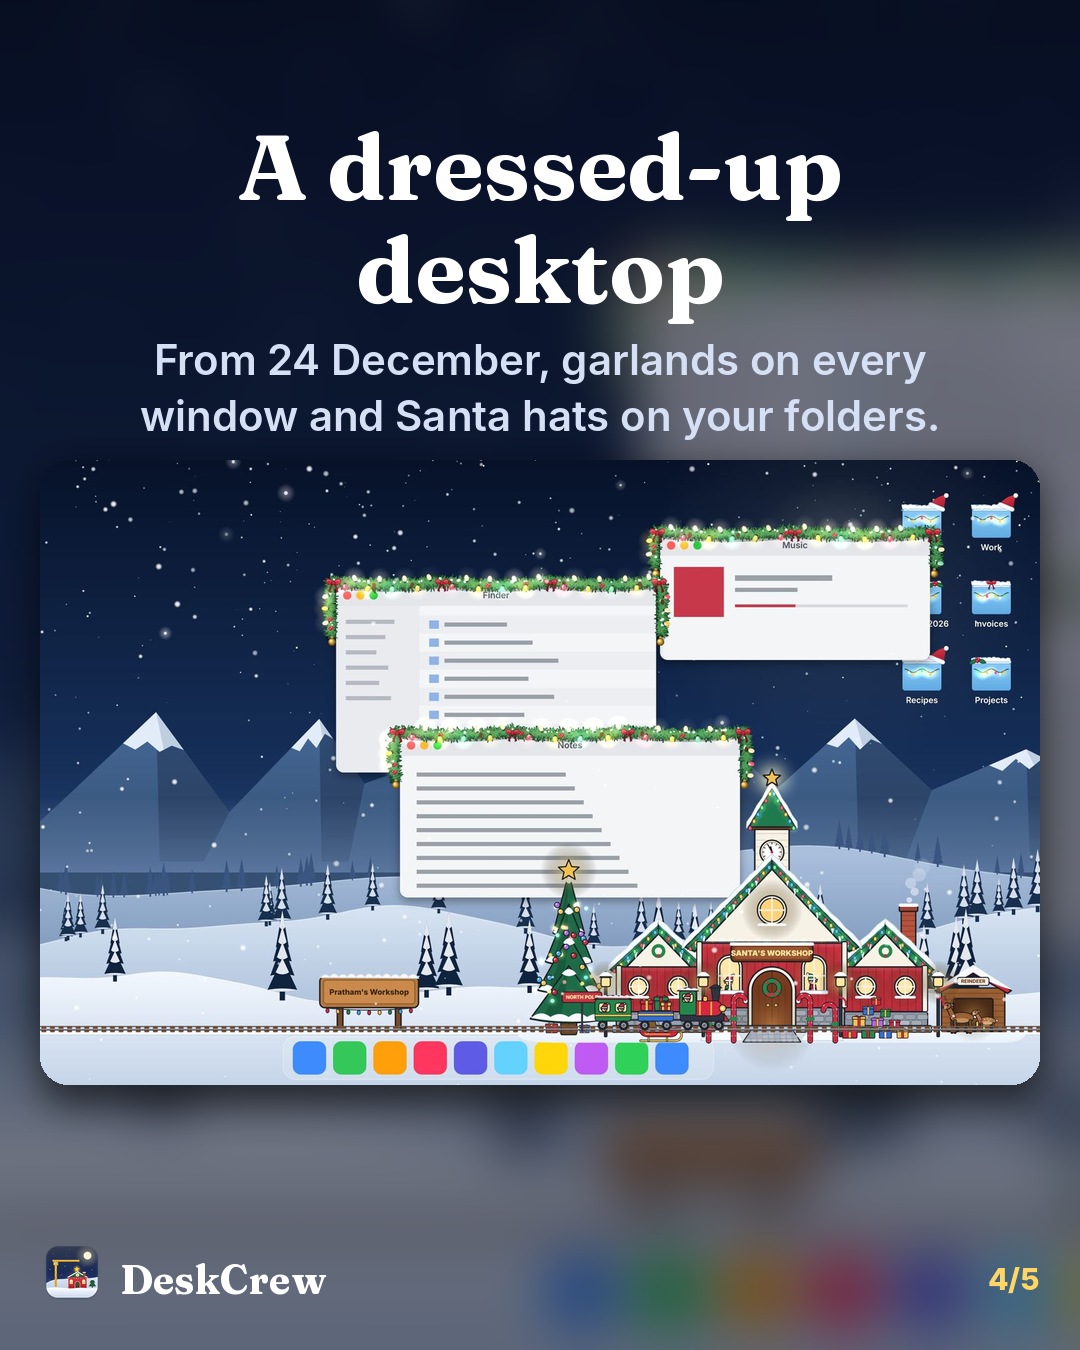 A dressed-up
desktop
From 24 December, garlands on every
window and Santa hats on your folders.
Music
Work
Finder
2026
Invoices
Recipes
Projects
Notes
SANTA'S WORKSHOP
REINDEER
Pratham's Workshop
NORTH
DeskCrew
4/5